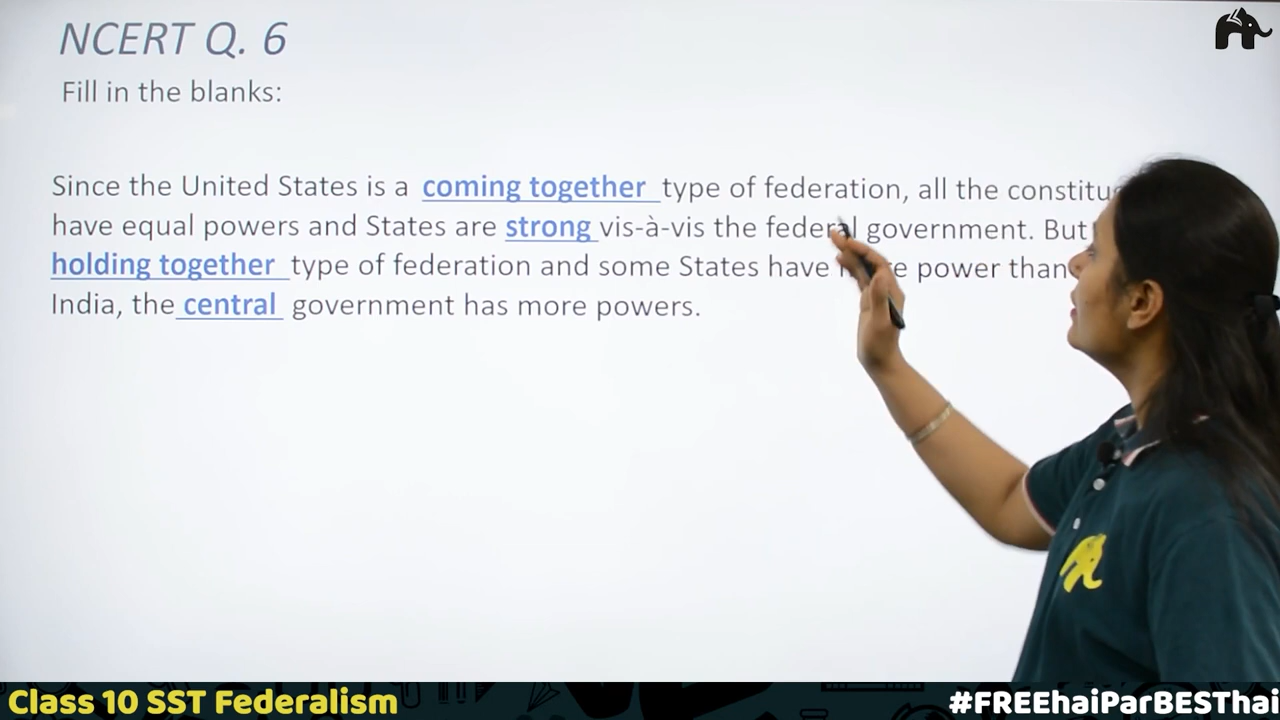 NCERT Q. 6
Fill in the blanks:
Since the United States is a coming together type of federation, all the
have equal powers and States are strong vis-à-vis the federal government. But
holding together type of federation and some States have power than
India, the central government has more powers.
Class 10 SST Federalism
#FREEhaiParBESThai